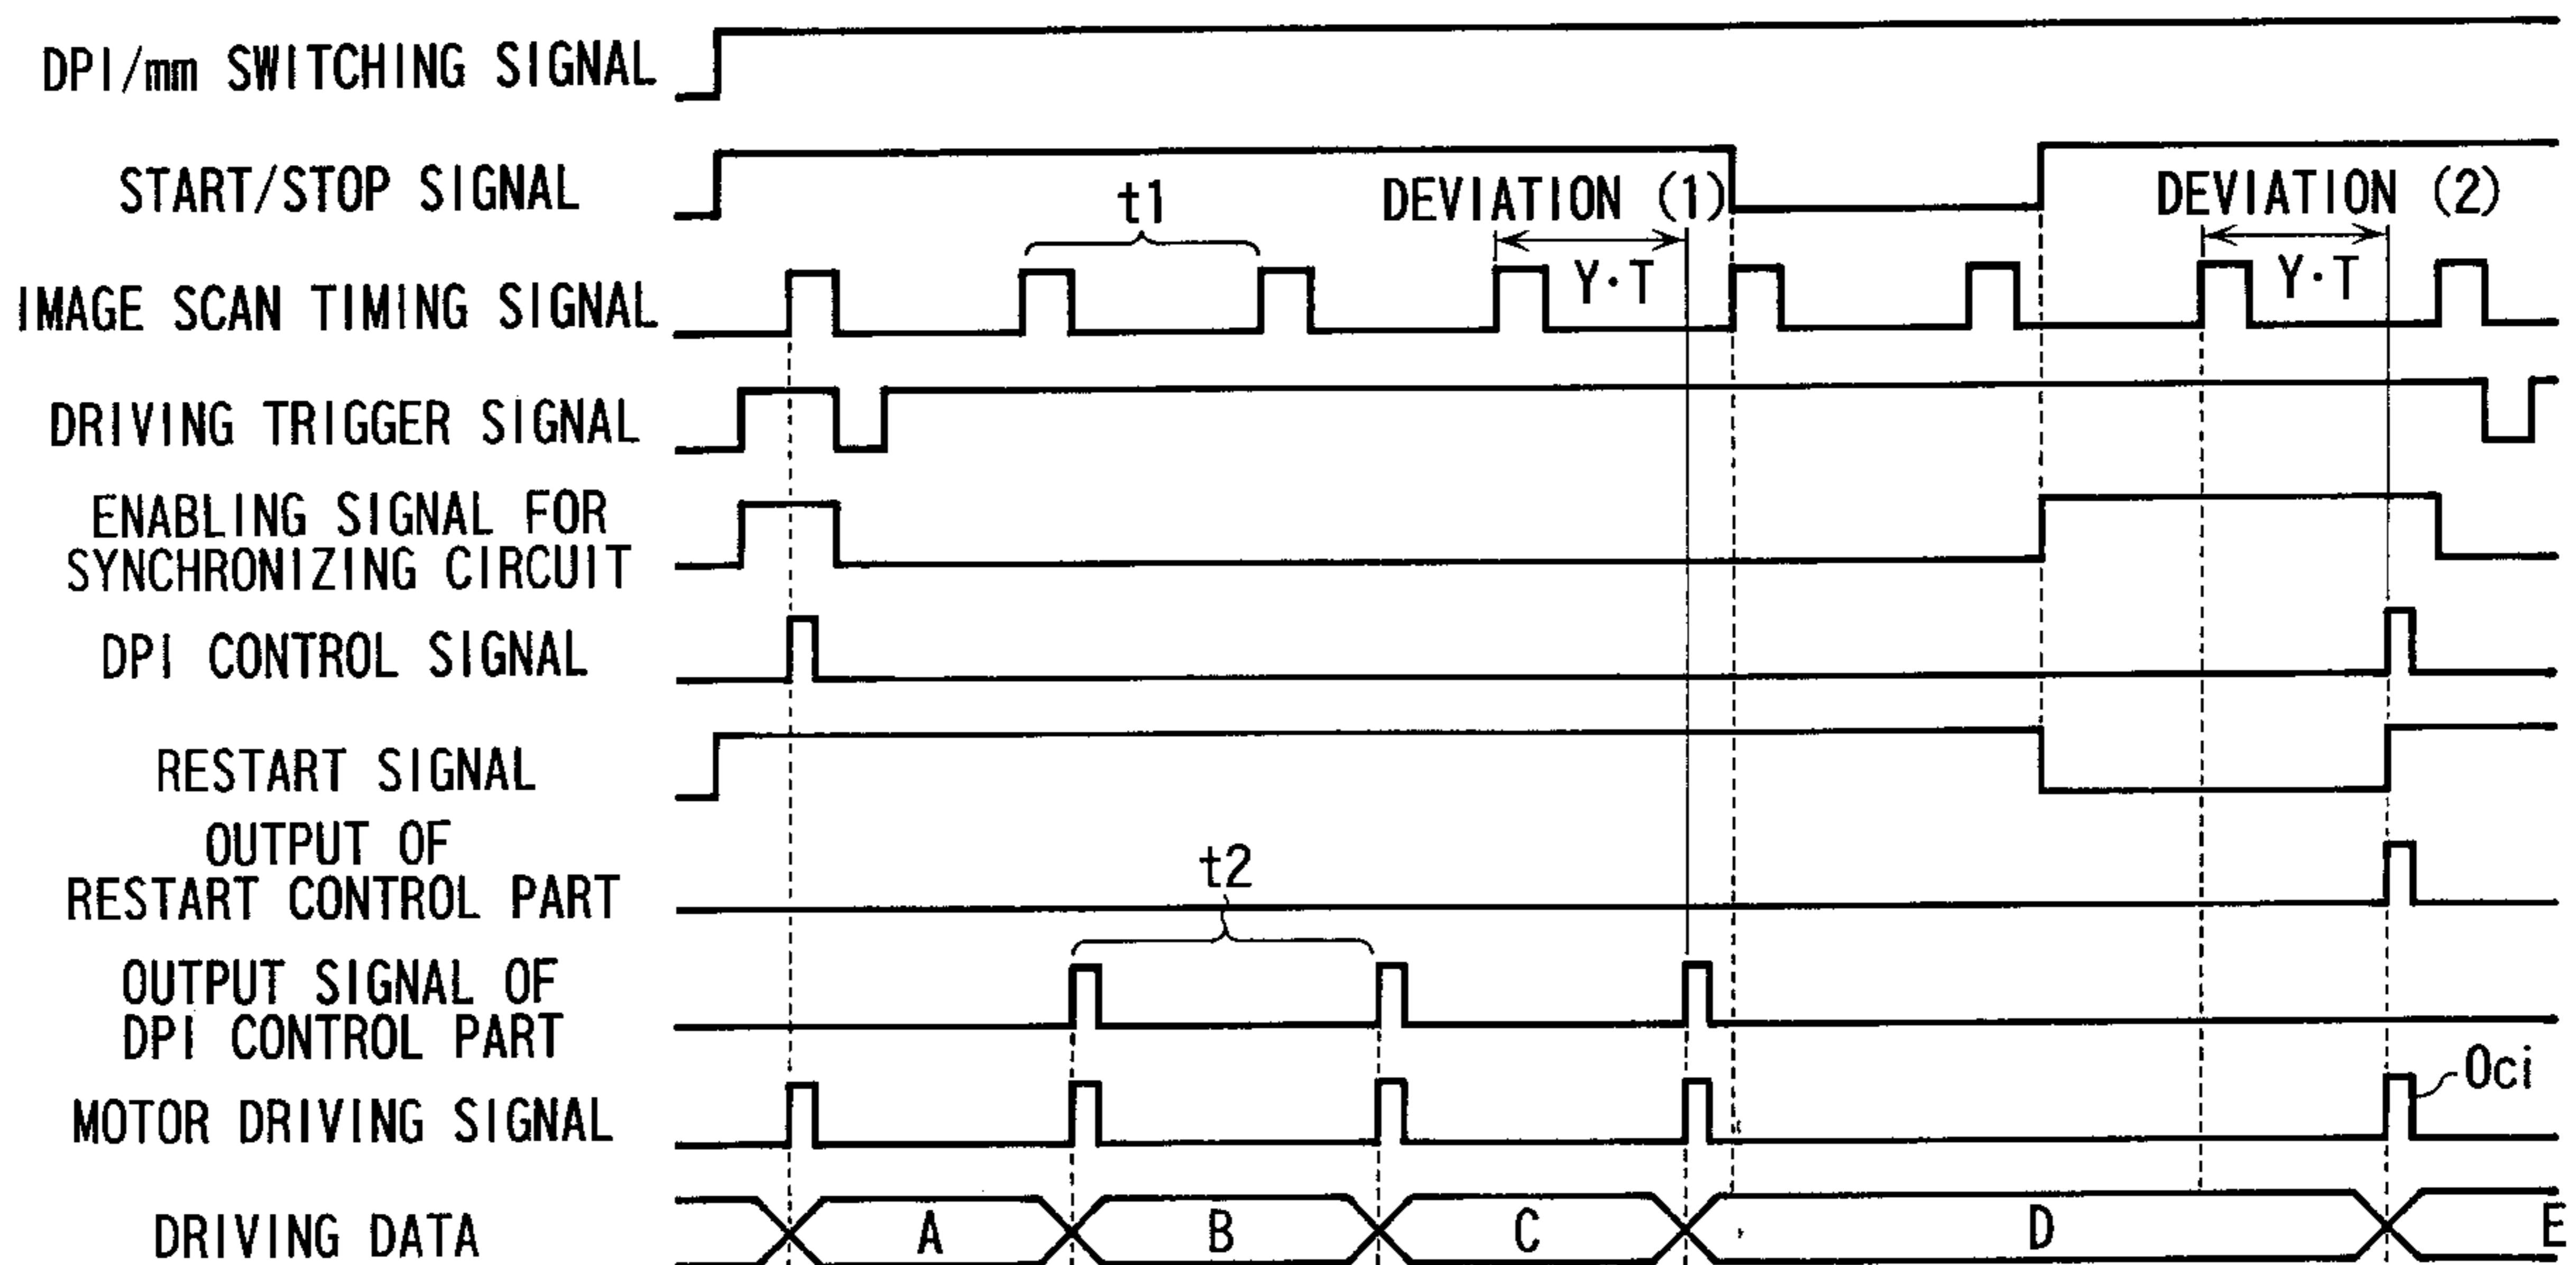 DPI/mm SWITCHING SIGNAL
START/STOP SIGNAL
t1
DEVIATION (1)
DEVIATION (2)
Y·T
Y·T
IMAGE SCAN TIMING SIGNAL
DRIVING TRIGGER SIGNAL
ENABLING SIGNAL FOR
SYNCHRONIZING CIRCUIT
DPI CONTROL SIGNAL
RESTART SIGNAL
OUTPUT OF
RESTART CONTROL PART
t2
OUTPUT SIGNAL OF
DPI CONTROL PART
MOTOR DRIVING SIGNAL
Oci
DRIVING DATA
A
B
C
D
E